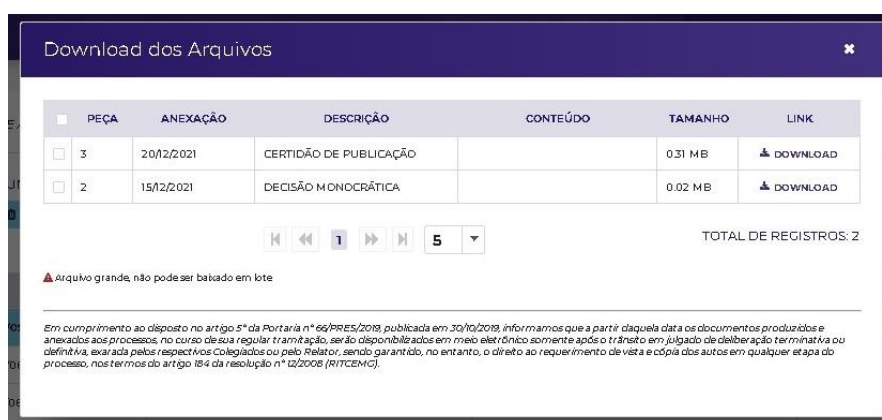 Download dos Arquivos
PEÇA ANEXAÇÃO DESCRIÇÃO CONTEÚDO TAMANHO LINK
3 20/12/2021 CERTIDÃO DE PUBLICAÇÃO 0.31 MB DOWNLOAD
2 15/12/2021 DECISÃO MONOCRÁTICA 0.02 MB DOWNLOAD
1 5 TOTAL DE REGISTROS: 2
Arquivo grande, não pode ser baixado em lote
Em cumprimento ao disposto no artigo 5º da Portaria nº 66/PRES/2019, publicada em 30/10/2019, informamos que a partir daquela data os documentos produzidos e
anexados aos processos, no curso de sua regular tramitação, serão disponibilizados em meio eletrônico somente após o trânsito em julgado de deliberação terminativa ou
definitiva, exarada pelos respectivos Colegiados ou pelo Relator, sendo garantido, no entanto, o direito ao requerimento de vista e cópia dos autos em qualquer etapa do
processo, nos termos do artigo 184 da resolução nº 12/2008 (RITCEMG).